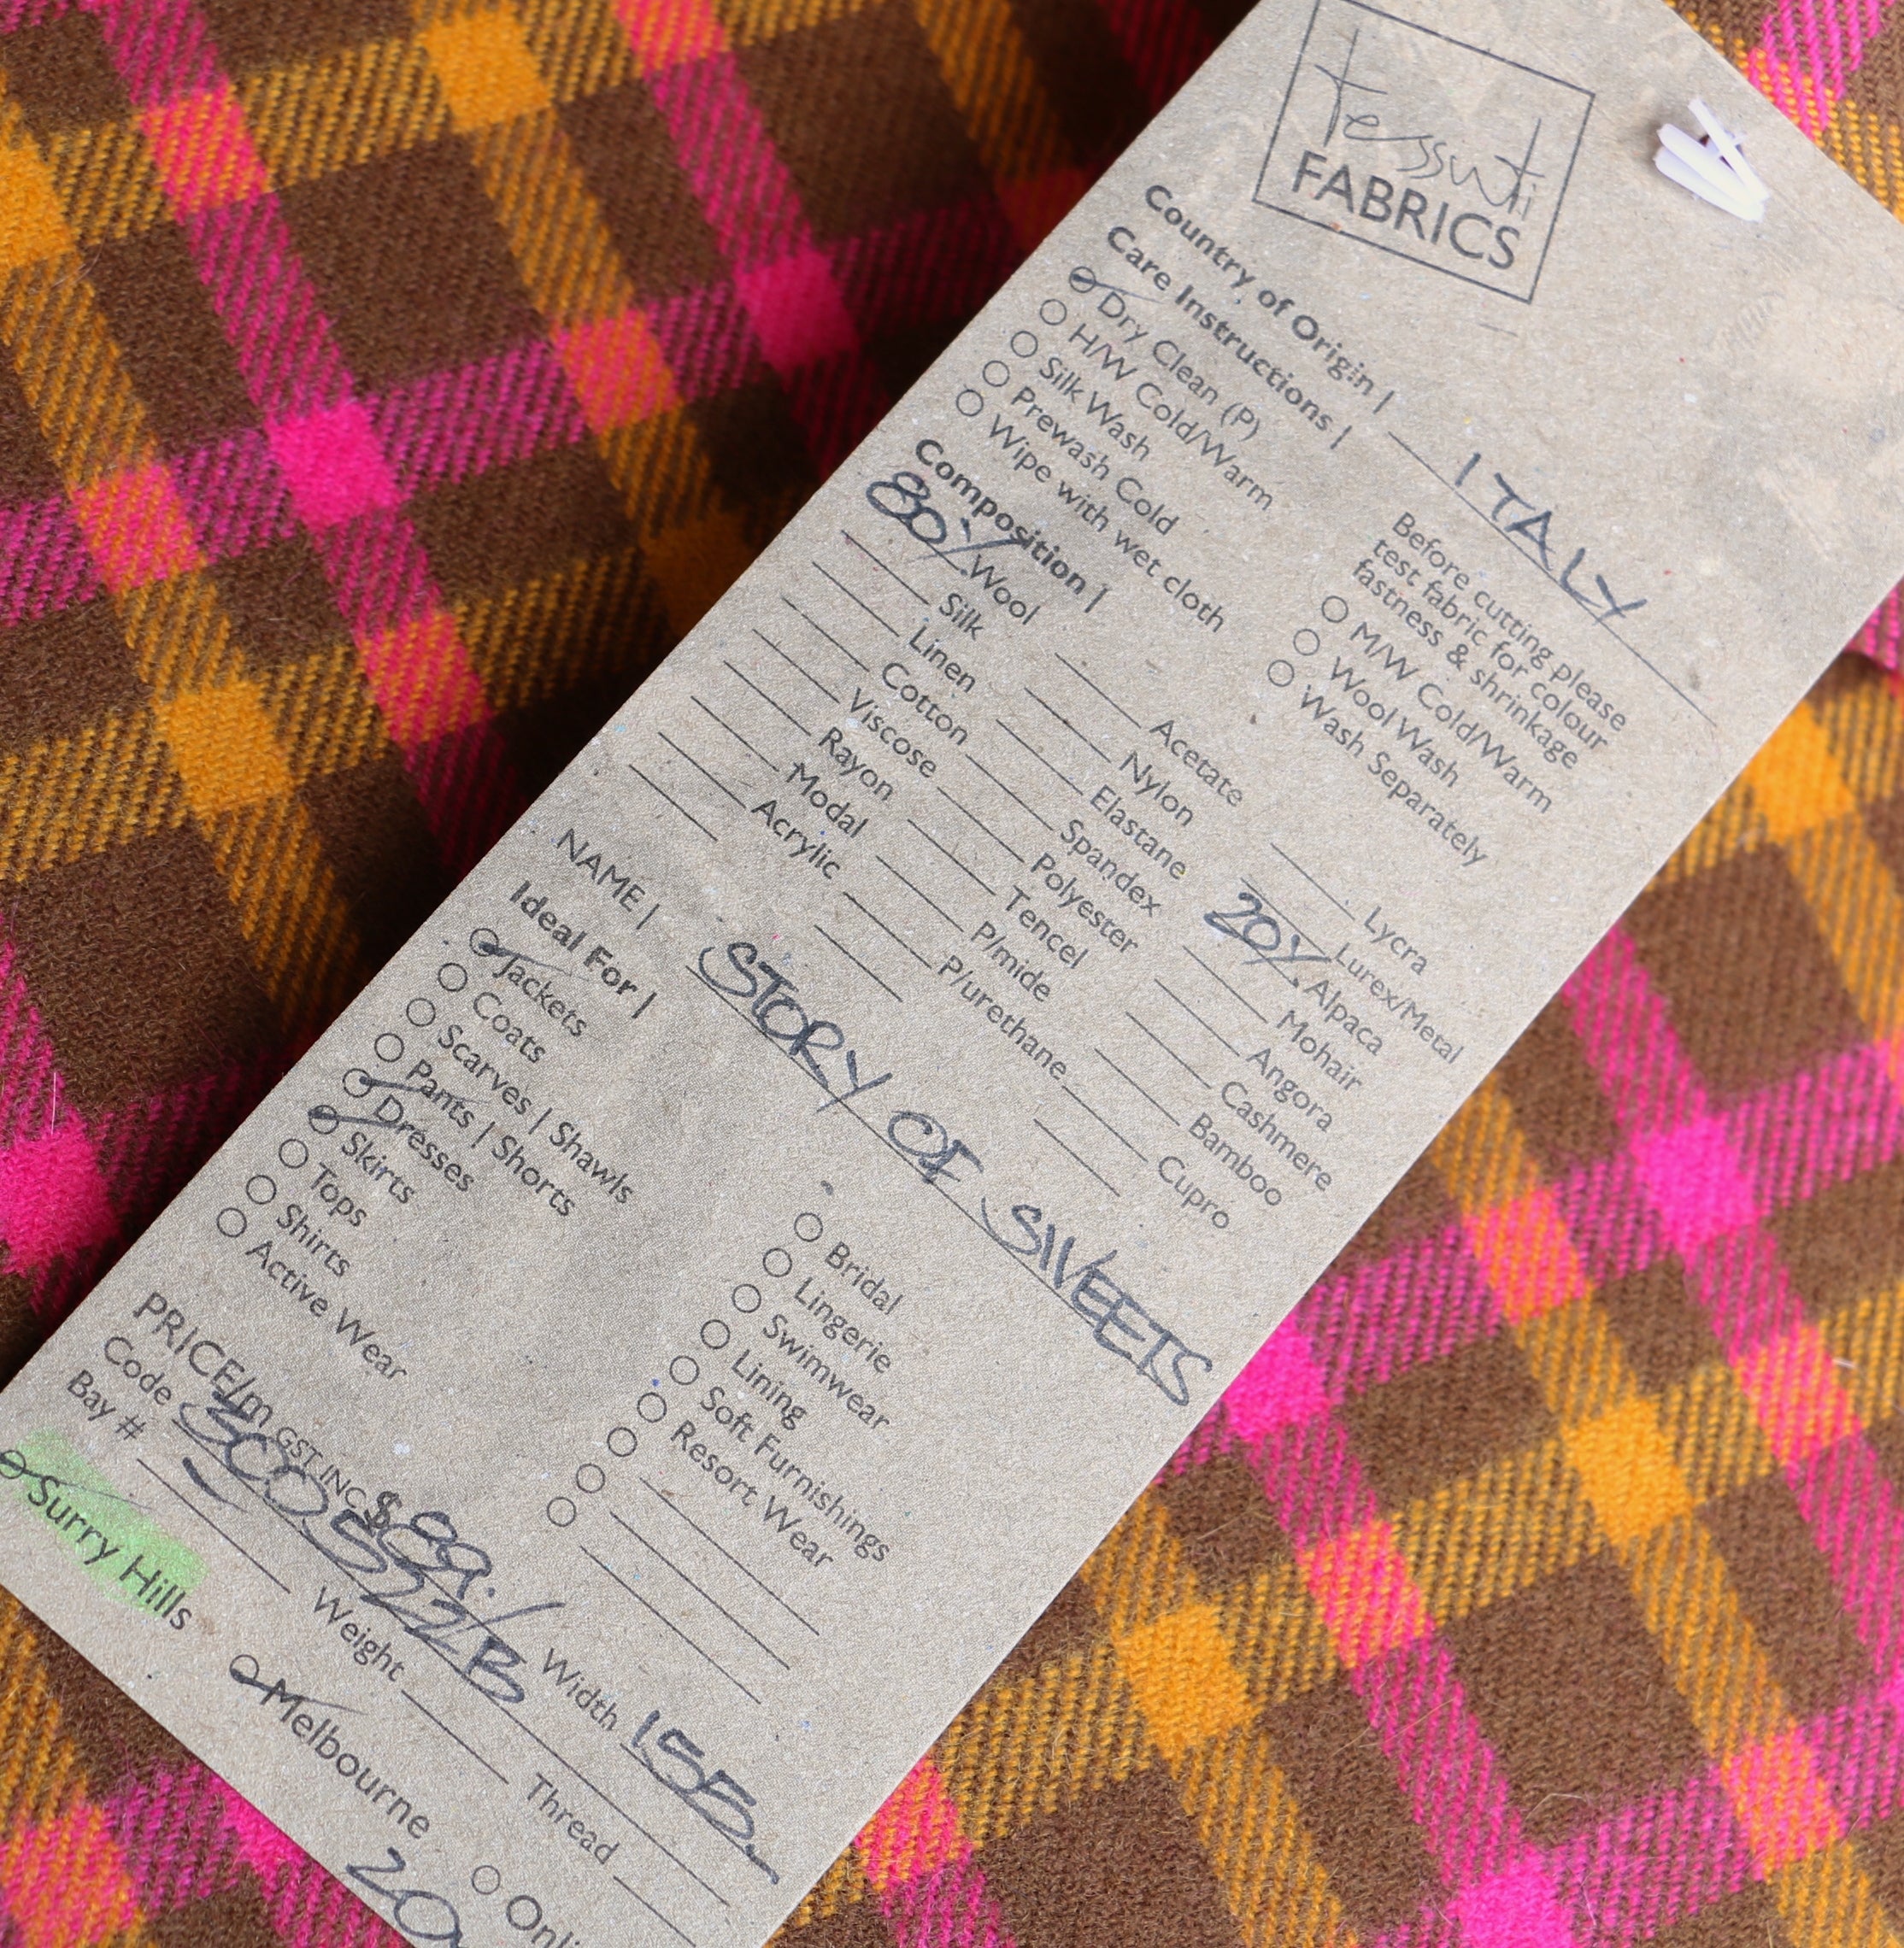 tessuti
FABRICS
Country of Origin | ITALY
Care Instructions |
Dry Clean (P)
H/W Cold/Warm
Silk Wash
Prewash Cold
Wipe with wet cloth
Before cutting please
test fabric for colour
fastness & shrinkage
M/W Cold/Warm
Wool Wash
Wash Separately
Composition |
80% Wool
Silk
Linen
Cotton
Viscose
Rayon
Modal
Acrylic
Acetate
Nylon
Elastane
Spandex
Polyester
Tencel
P/mide
P/urethane
Lycra
Lurex/Metal
20% Alpaca
Mohair
Angora
Cashmere
Bamboo
Cupro
NAME | STORY OF SWEETS
Ideal For |
Jackets
Coats
Scarves | Shawls
Pants | Shorts
Dresses
Skirts
Tops
Shirts
Active Wear
Bridal
Lingerie
Swimwear
Lining
Soft Furnishings
Resort Wear
PRICE/m GST INC $89.
Code 300522B Width 155
Bay # Weight Thread
Surry Hills Melbourne Onli
20